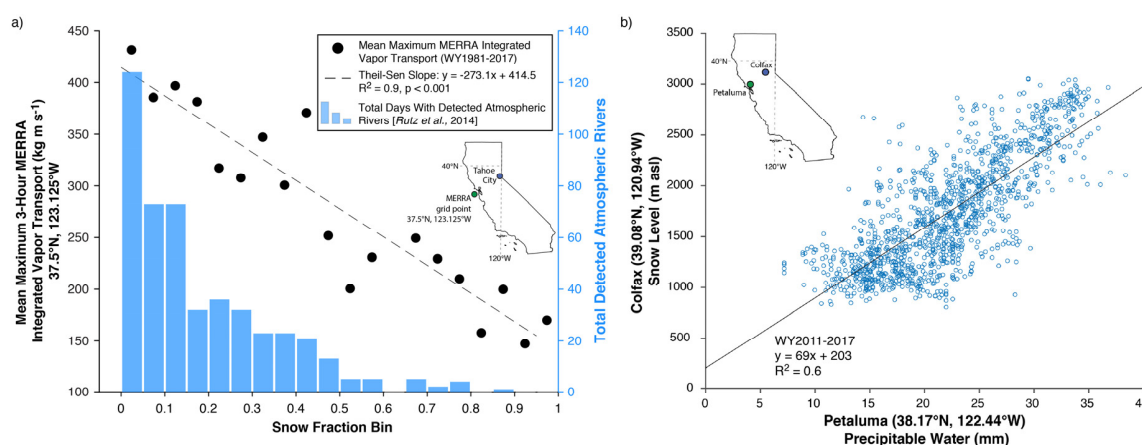 a)
Mean Maximum 3-Hour MERRA
Integrated Vapor Transport (kg m s⁻¹)
37.5°N, 123.125°W
450
400
350
300
250
200
150
100
Mean Maximum MERRA Integrated
Vapor Transport (WY1981-2017)
Theil-Sen Slope: y = -273.1x + 414.5
R² = 0.9, p < 0.001
Total Days With Detected Atmospheric
Rivers [Rutz et al., 2014]
40°N
Tahoe
City
MERRA
grid point
37.5°N, 123.125°W
120°W
140
120
100
80
60
40
20
0
Total Detected Atmospheric Rivers
0 0.1 0.2 0.3 0.4 0.5 0.6 0.7 0.8 0.9 1
Snow Fraction Bin
b)
Colfax (39.08°N, 120.94°W)
Snow Level (m asl)
3500
3000
2500
2000
1500
1000
500
0
40°N
Colfax
Petaluma
120°W
WY2011-2017
y = 69x + 203
R² = 0.6
0 5 10 15 20 25 30 35
Petaluma (38.17°N, 122.44°W)
Precipitable Water (mm)